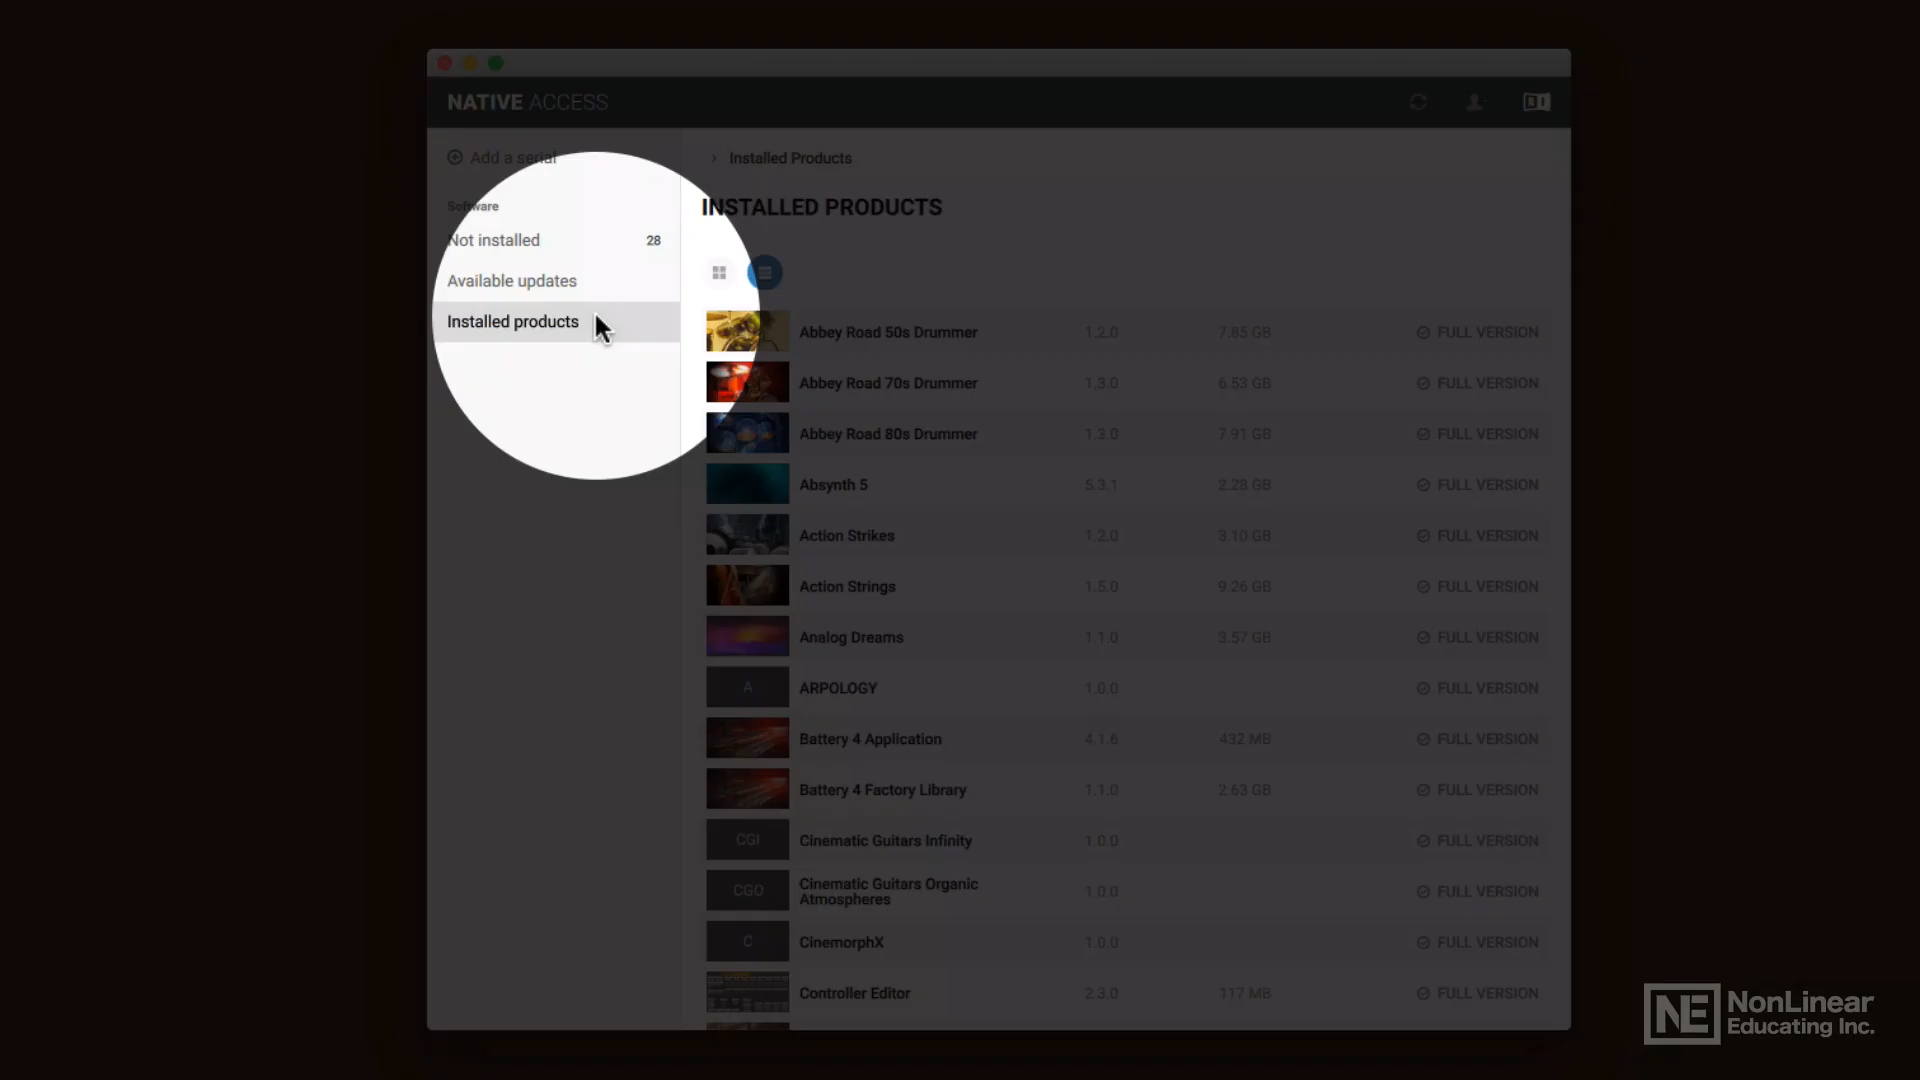 NATIVE ACCESS
Add a serial
Installed Products
Software
Not installed 28
Available updates
Installed products
INSTALLED PRODUCTS
Abbey Road 50s Drummer 1.2.0 7.85 GB FULL VERSION
Abbey Road 70s Drummer 1.3.0 6.53 GB FULL VERSION
Abbey Road 80s Drummer 1.3.0 7.91 GB FULL VERSION
Absynth 5 5.3.1 2.28 GB FULL VERSION
Action Strikes 1.2.0 3.10 GB FULL VERSION
Action Strings 1.5.0 9.26 GB FULL VERSION
Analog Dreams 1.1.0 3.57 GB FULL VERSION
A ARPOLOGY 1.0.0 FULL VERSION
Battery 4 Application 4.1.6 432 MB FULL VERSION
Battery 4 Factory Library 1.1.0 2.63 GB FULL VERSION
CGI Cinematic Guitars Infinity 1.0.0 FULL VERSION
CGO Cinematic Guitars Organic Atmospheres 1.0.0 FULL VERSION
C CinemorphX 1.0.0 FULL VERSION
Controller Editor 2.3.0 117 MB FULL VERSION
NE NonLinear
Educating Inc.